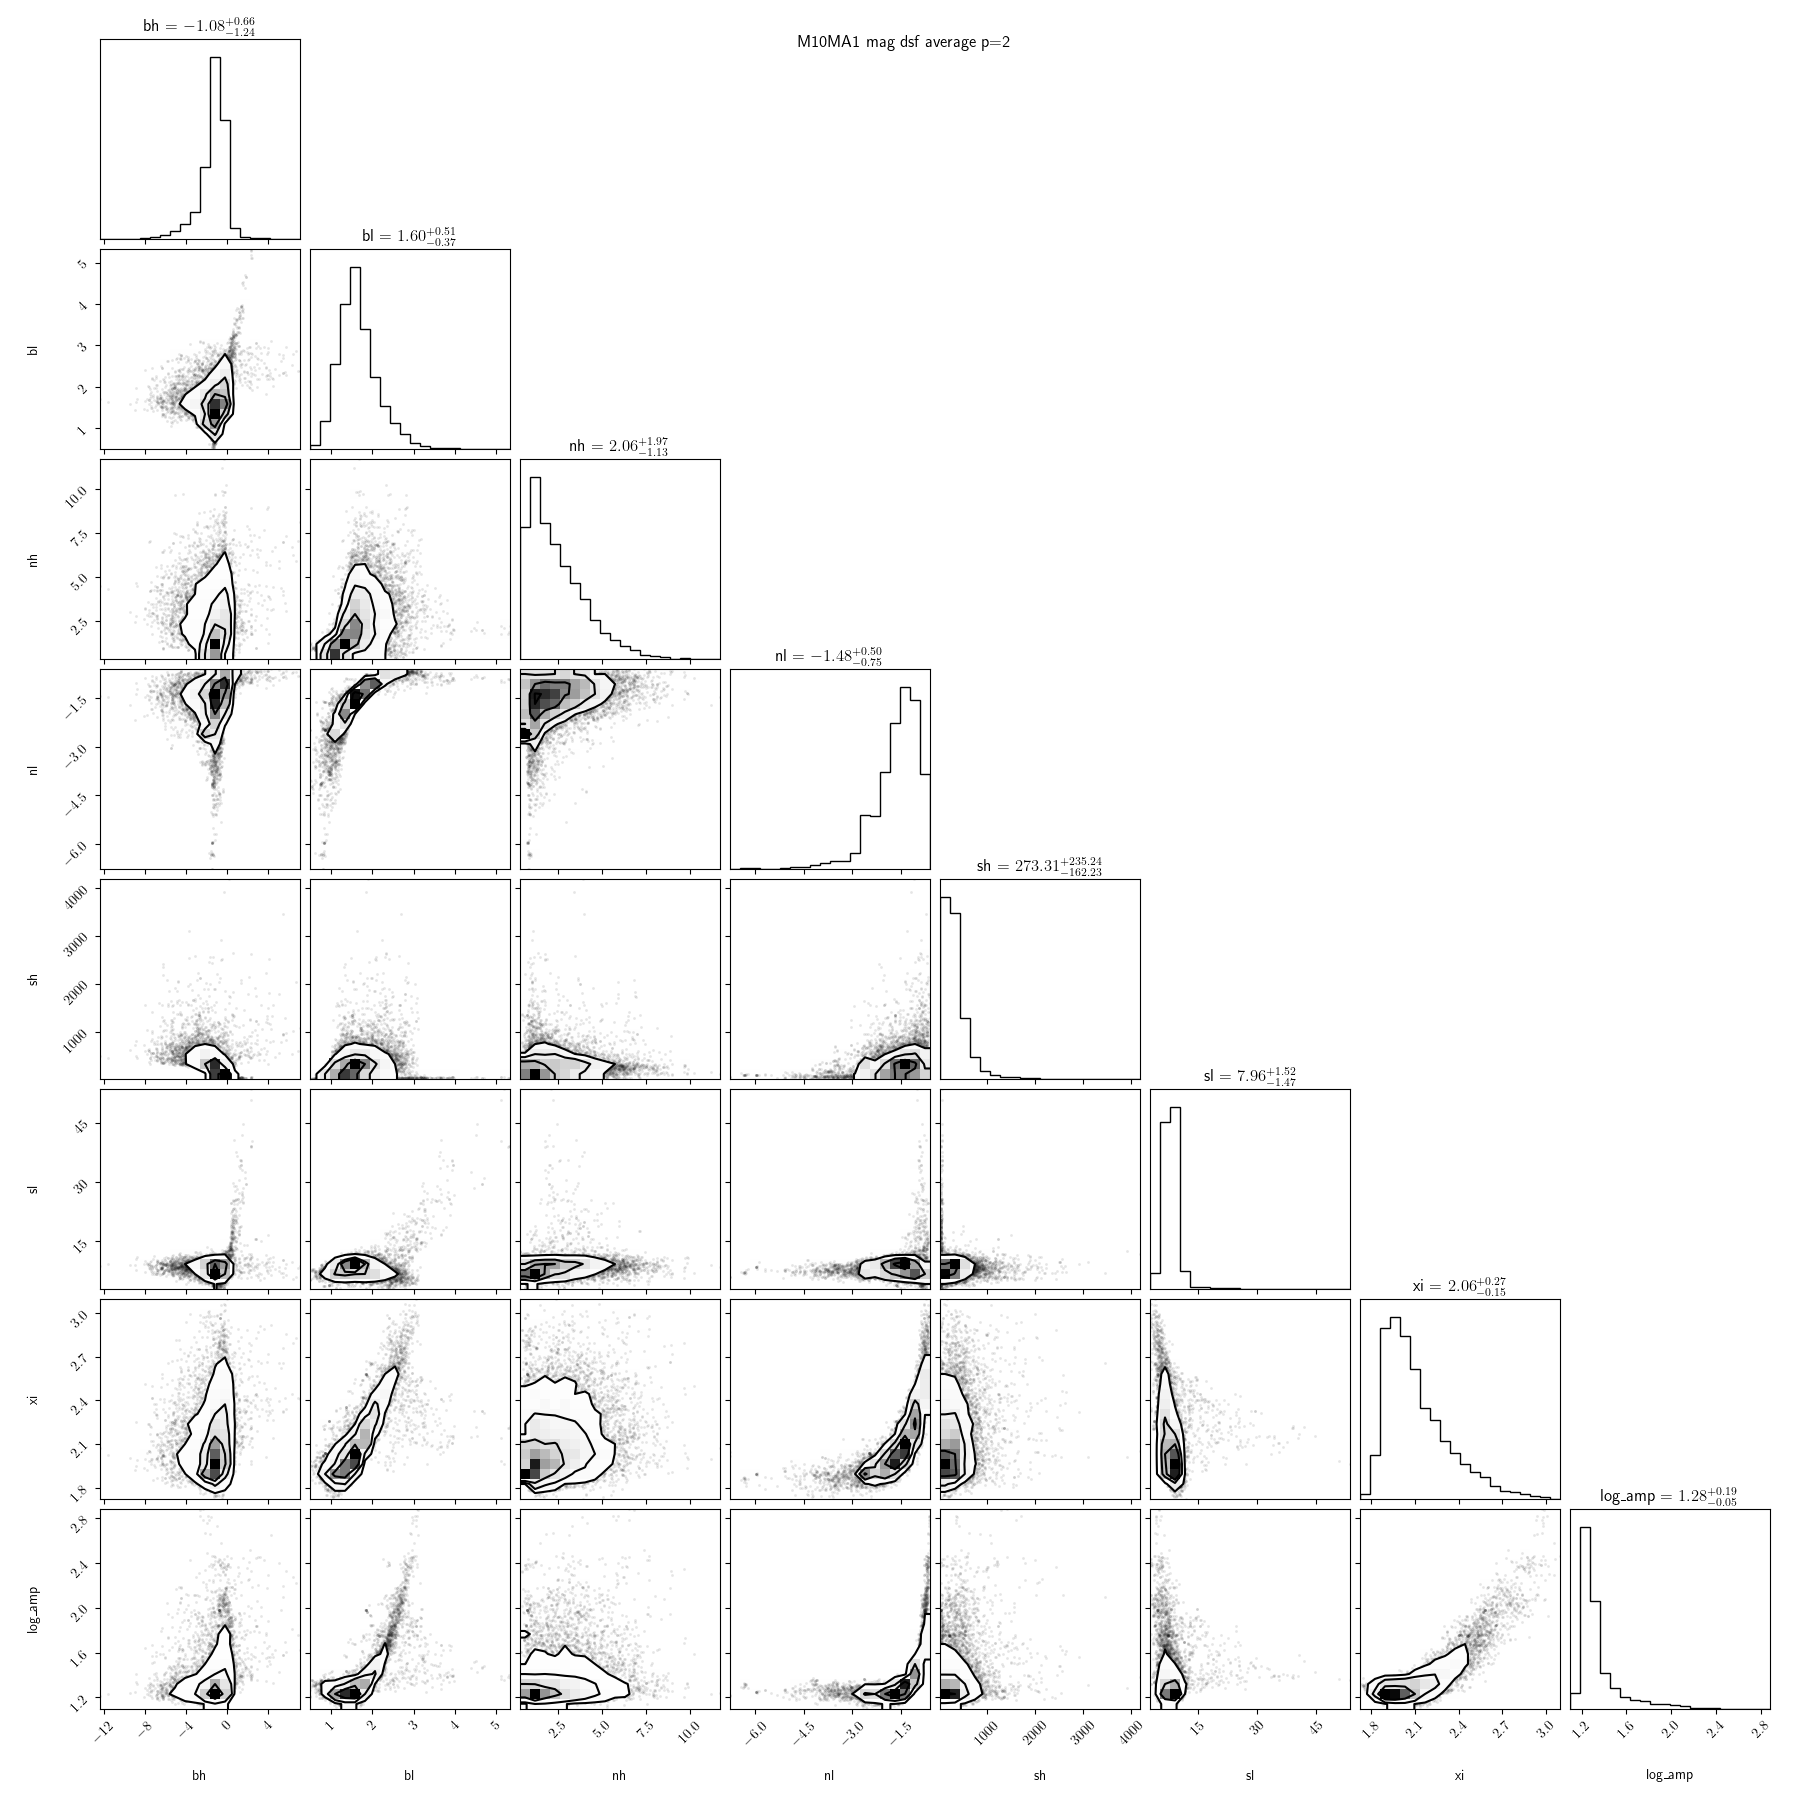 bh = −1.08+0.66 −1.24
M10MA1 mag dsf average p=2
bl = 1.60+0.51 −0.37
5
4
3
2
1
bl
nh = 2.06+1.97 −1.13
10.0
7.5
5.0
2.5
nh
nl = −1.48+0.50 −0.75
−1.5
−3.0
−4.5
−6.0
nl
sh = 273.31+235.24 −162.23
4000
3000
2000
1000
sh
sl = 7.96+1.52 −1.47
45
30
15
sl
xi = 2.06+0.27 −0.15
3.0
2.7
2.4
2.1
1.8
xi
log_amp = 1.28+0.19 −0.05
2.8
2.4
2.0
1.6
1.2
log_amp
−12 −8 −4 0 4 1 2 3 4 5 2.5 5.0 7.5 10.0 −6.0 −4.5 −3.0 −1.5 1000 2000 3000 4000 15 30 45 1.8 2.1 2.4 2.7 3.0 1.2 1.6 2.0 2.4 2.8
bh bl nh nl sh sl xi log_amp